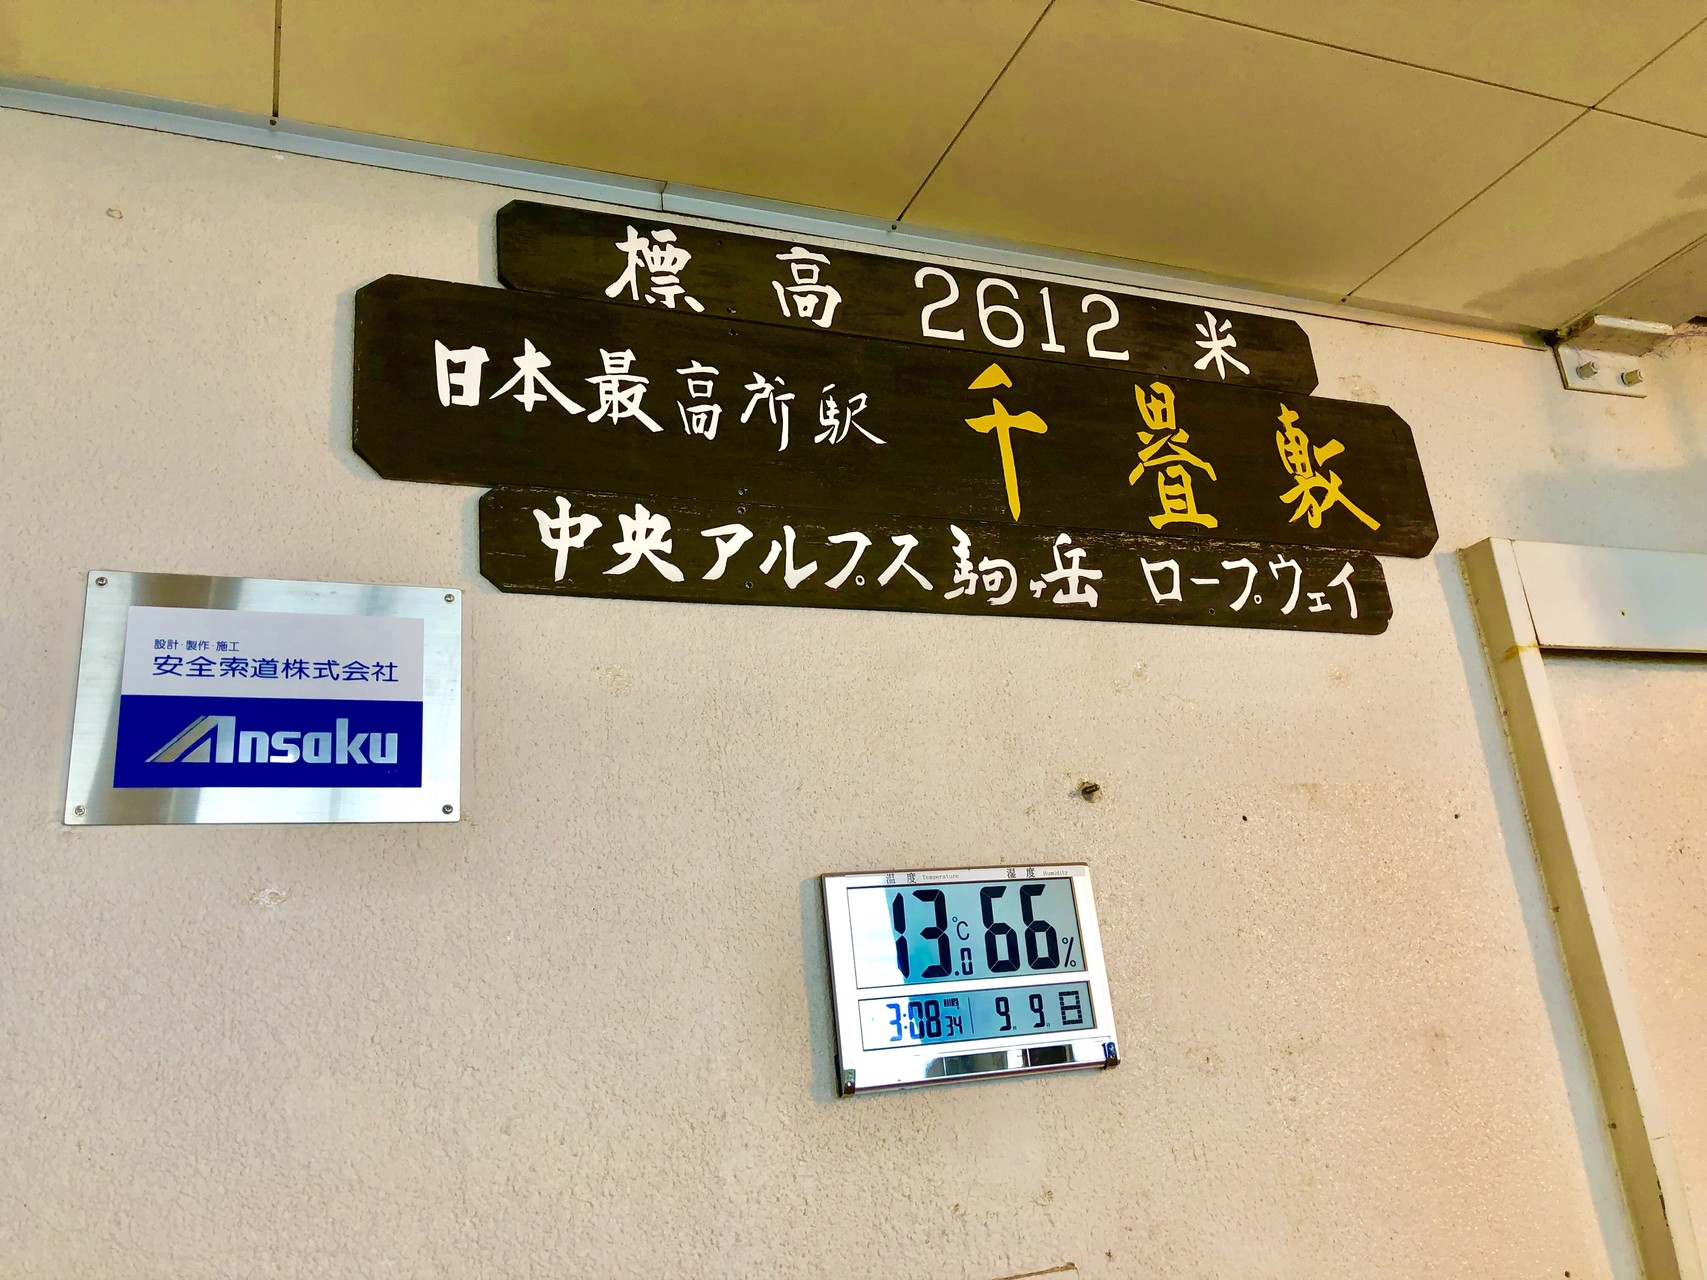 標高 2612 米
日本最高所駅 千畳敷
中央アルプス駒ヶ岳 ロープウェイ
設計・製作・施工
安全索道株式会社
Ansaku
温度 Temperature 湿度 Humidity
13.0 ℃ 66 %
3:08 34 9 9 日